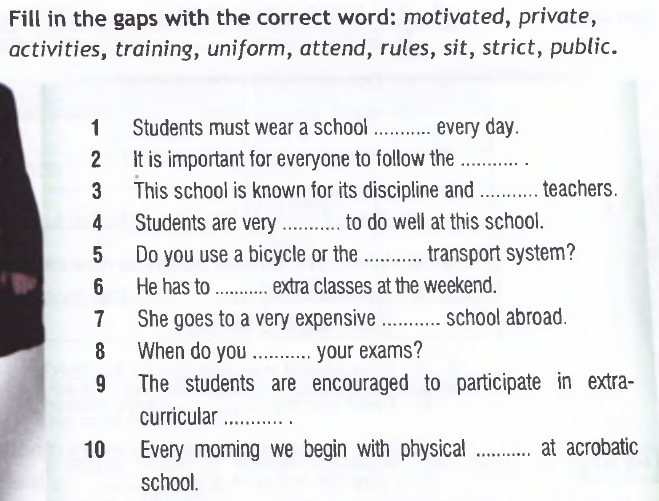 Fill in the gaps with the correct word: motivated, private,
activities, training, uniform, attend, rules, sit, strict, public.
1 Students must wear a school ........... every day.
2 It is important for everyone to follow the ........... .
3 This school is known for its discipline and ........... teachers.
4 Students are very ........... to do well at this school.
5 Do you use a bicycle or the ........... transport system?
6 He has to .......... extra classes at the weekend.
7 She goes to a very expensive ........... school abroad.
8 When do you ........... your exams?
9 The students are encouraged to participate in extra-
curricular ........... .
10 Every morning we begin with physical .......... at acrobatic
school.